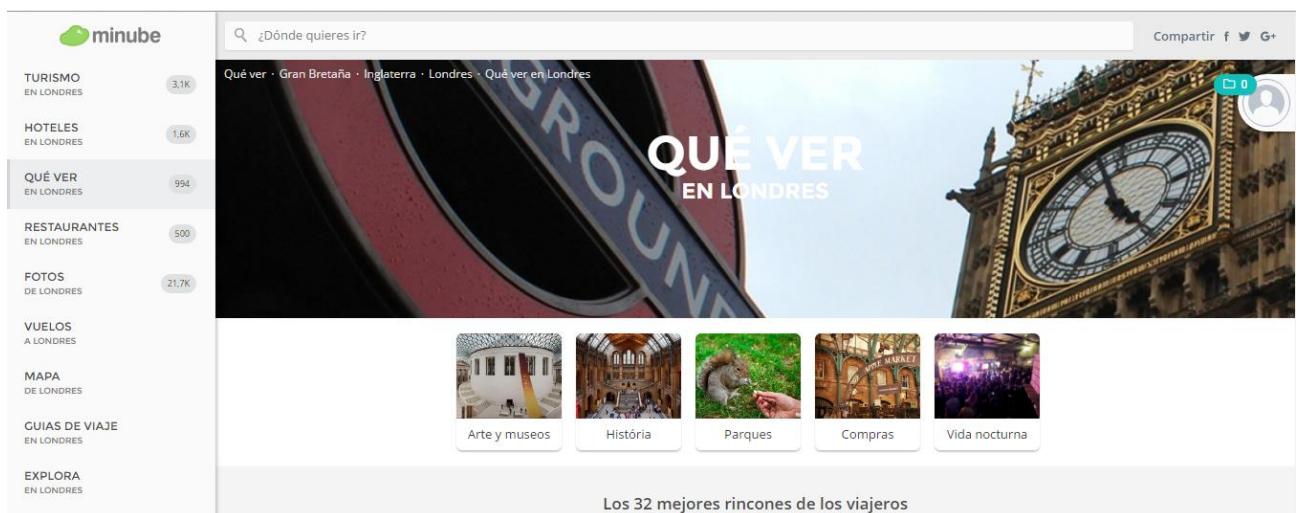 minube
¿Dónde quieres ir?
Compartir f G+
TURISMO
EN LONDRES
3,1K
HOTELES
EN LONDRES
1,6K
QUÉ VER
EN LONDRES
994
RESTAURANTES
EN LONDRES
500
FOTOS
DE LONDRES
21,7K
VUELOS
A LONDRES
MAPA
DE LONDRES
GUIAS DE VIAJE
EN LONDRES
EXPLORA
EN LONDRES
Qué ver · Gran Bretaña · Inglaterra · Londres · Qué ver en Londres
0
GROUN
QUÉ VER
EN LONDRES
APPLE MARKET
Arte y museos
História
Parques
Compras
Vida nocturna
Los 32 mejores rincones de los viajeros